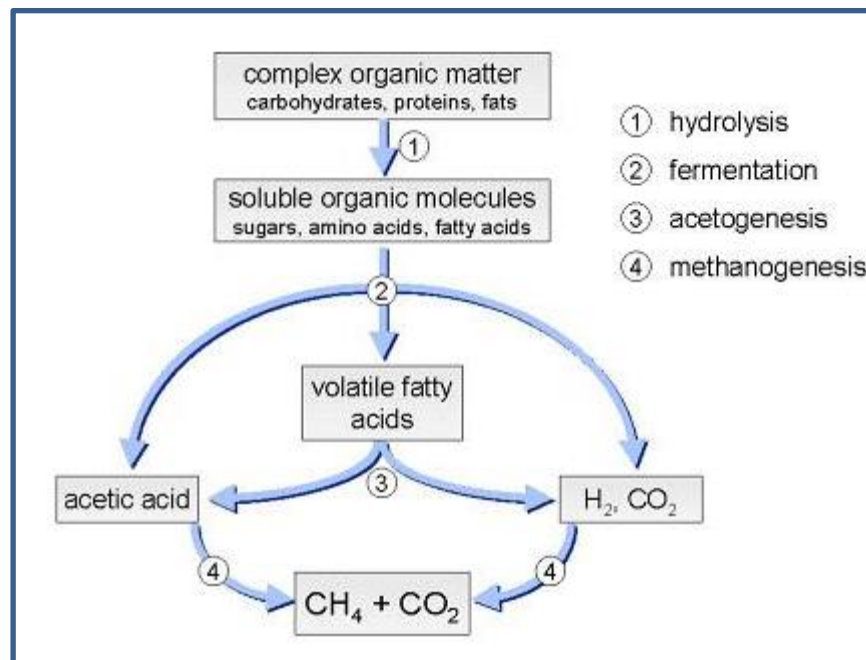 complex organic matter
carbohydrates, proteins, fats
①
soluble organic molecules
sugars, amino acids, fatty acids
②
volatile fatty
acids
③
acetic acid
H₂, CO₂
④
④
CH₄ + CO₂
① hydrolysis
② fermentation
③ acetogenesis
④ methanogenesis